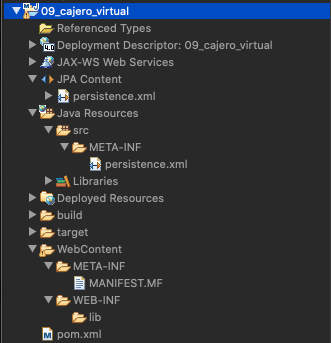 09_cajero_virtual
Referenced Types
Deployment Descriptor: 09_cajero_virtual
JAX-WS Web Services
JPA Content
persistence.xml
Java Resources
src
META-INF
persistence.xml
Libraries
Deployed Resources
build
target
WebContent
META-INF
MANIFEST.MF
WEB-INF
lib
pom.xml